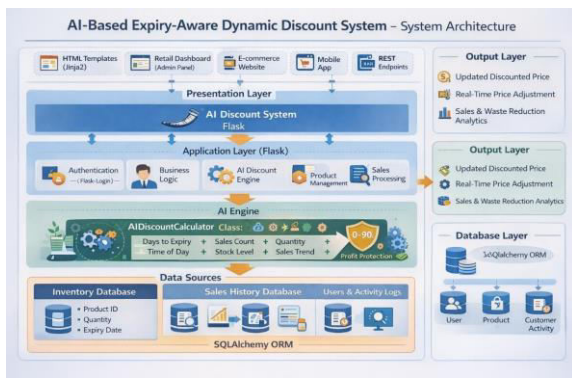 AI-Based Expiry-Aware Dynamic Discount System – System Architecture
HTML Templates
(Jinja2)
Retail Dashboard
(Admin Panel)
E-commerce
Website
Mobile
App
REST
Endpoints
Presentation Layer
AI Discount System
Flask
Application Layer (Flask)
Authentication
(Flask-Login)
Business
Logic
AI Discount
Engine
Product
Management
Sales
Processing
AI Engine
AIDiscountCalculator Class:
Days to Expiry + Sales Count + Quantity
Time of Day + Stock Level + Sales Trend
0-90
Profit Protection
Data Sources
Inventory Database
• Product ID
• Quantity
• Expiry Date
Sales History Database
Users & Activity Logs
SQLAlchemy ORM
Output Layer
Updated Discounted Price
Real-Time Price Adjustment
Sales & Waste Reduction
Analytics
Output Layer
Updated Discounted Price
Real-Time Price Adjustment
Sales & Waste Reduction Analytics
Database Layer
ORM
User
Product
Customer
Activity